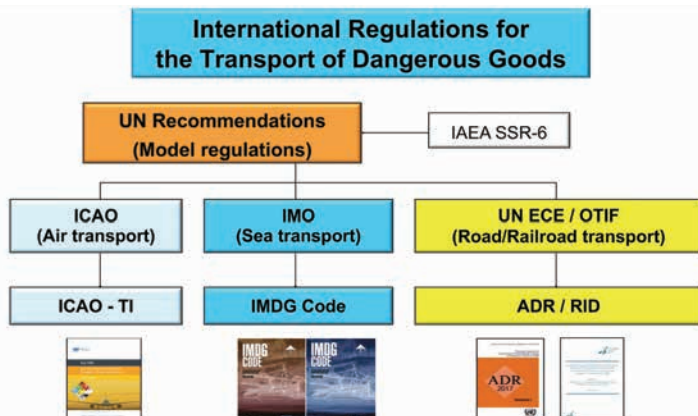 International Regulations for
the Transport of Dangerous Goods
UN Recommendations
(Model regulations)
IAEA SSR-6
ICAO
(Air transport)
IMO
(Sea transport)
UN ECE / OTIF
(Road/Railroad transport)
ICAO - TI
IMDG Code
ADR / RID
IMDG
CODE
IMDG
CODE
ADR
2017